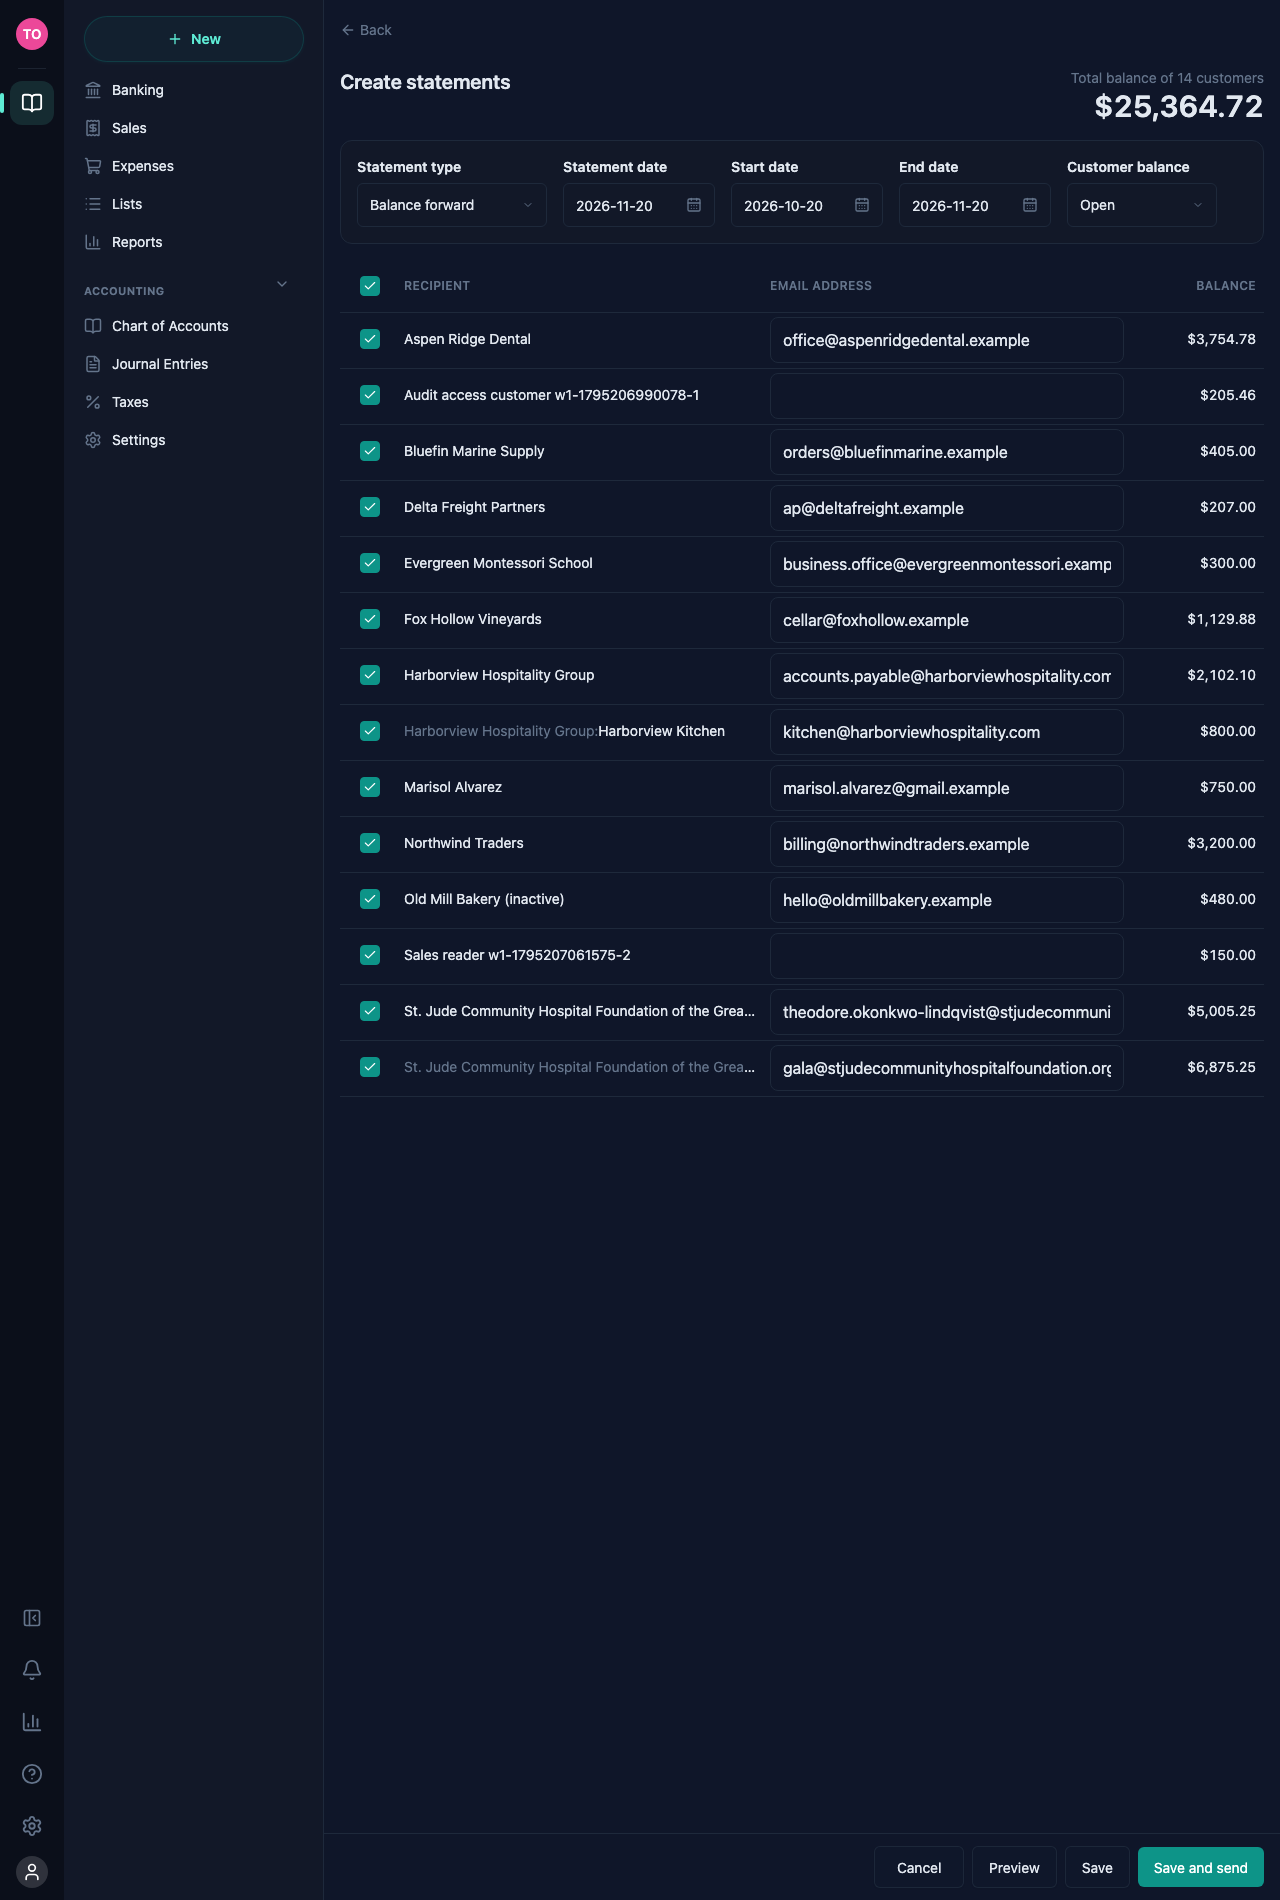 TO
New
Banking
Sales
Expenses
Lists
Reports
ACCOUNTING
Chart of Accounts
Journal Entries
Taxes
Settings
Back
Create statements
Total balance of 14 customers
$25,364.72
Statement type Statement date Start date End date Customer balance
Balance forward 2026-11-20 2026-10-20 2026-11-20 Open
RECIPIENT EMAIL ADDRESS BALANCE
Aspen Ridge Dental office@aspenridgedental.example $3,754.78
Audit access customer w1-1795206990078-1 $205.46
Bluefin Marine Supply orders@bluefinmarine.example $405.00
Delta Freight Partners ap@deltafreight.example $207.00
Evergreen Montessori School business.office@evergreenmontessori.examp $300.00
Fox Hollow Vineyards cellar@foxhollow.example $1,129.88
Harborview Hospitality Group accounts.payable@harborviewhospitality.com $2,102.10
Harborview Hospitality Group:Harborview Kitchen kitchen@harborviewhospitality.com $800.00
Marisol Alvarez marisol.alvarez@gmail.example $750.00
Northwind Traders billing@northwindtraders.example $3,200.00
Old Mill Bakery (inactive) hello@oldmillbakery.example $480.00
Sales reader w1-1795207061575-2 $150.00
St. Jude Community Hospital Foundation of the Grea... theodore.okonkwo-lindqvist@stjudecommuni $5,005.25
St. Jude Community Hospital Foundation of the Grea... gala@stjudecommunityhospitalfoundation.org $6,875.25
Cancel Preview Save Save and send